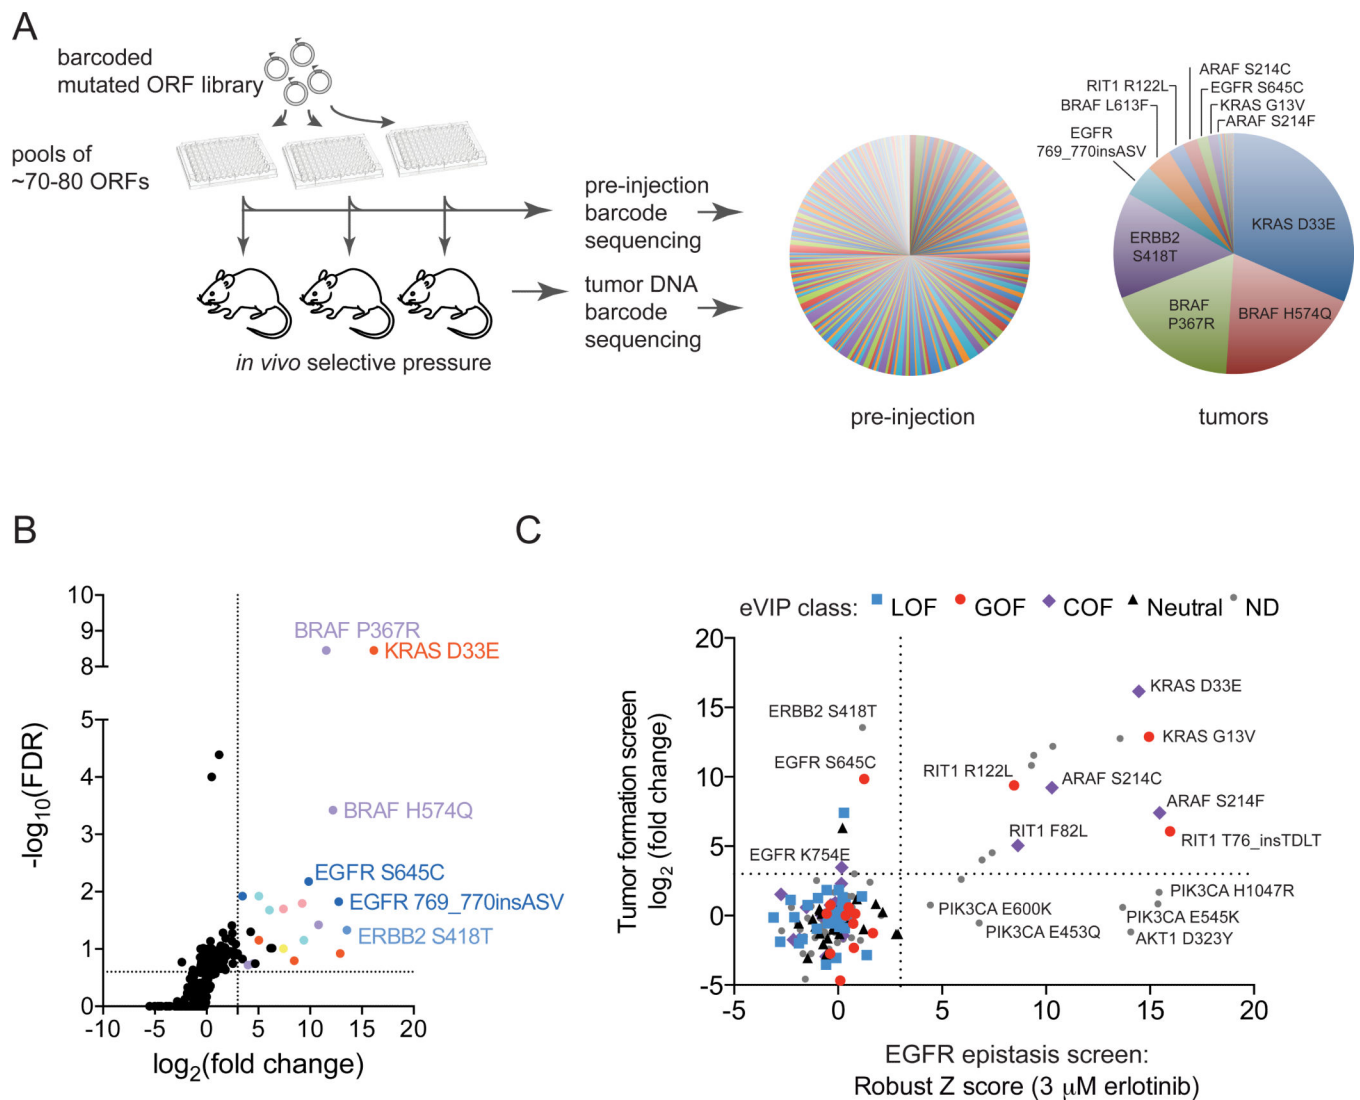 A
barcoded
mutated ORF library
pools of
~70-80 ORFs
pre-injection
barcode
sequencing
tumor DNA
barcode
sequencing
in vivo selective pressure
pre-injection
ARAF S214C
RIT1 R122L
EGFR S645C
BRAF L613F
KRAS G13V
ARAF S214F
EGFR
769_770insASV
KRAS D33E
ERBB2
S418T
BRAF
P367R
BRAF H574Q
tumors
B
-log10(FDR)
10
9
8
5
4
3
2
1
0
BRAF P367R
KRAS D33E
BRAF H574Q
EGFR S645C
EGFR 769_770insASV
ERBB2 S418T
-10 -5 0 5 10 15 20
log2(fold change)
C
eVIP class: LOF GOF COF Neutral ND
Tumor formation screen
log2 (fold change)
20
15
10
5
0
-5
KRAS D33E
ERBB2 S418T
KRAS G13V
EGFR S645C
RIT1 R122L
ARAF S214C
ARAF S214F
RIT1 F82L
RIT1 T76_insTDLT
EGFR K754E
PIK3CA H1047R
PIK3CA E600K
PIK3CA E545K
PIK3CA E453Q
AKT1 D323Y
-5 0 5 10 15 20
EGFR epistasis screen:
Robust Z score (3 μM erlotinib)